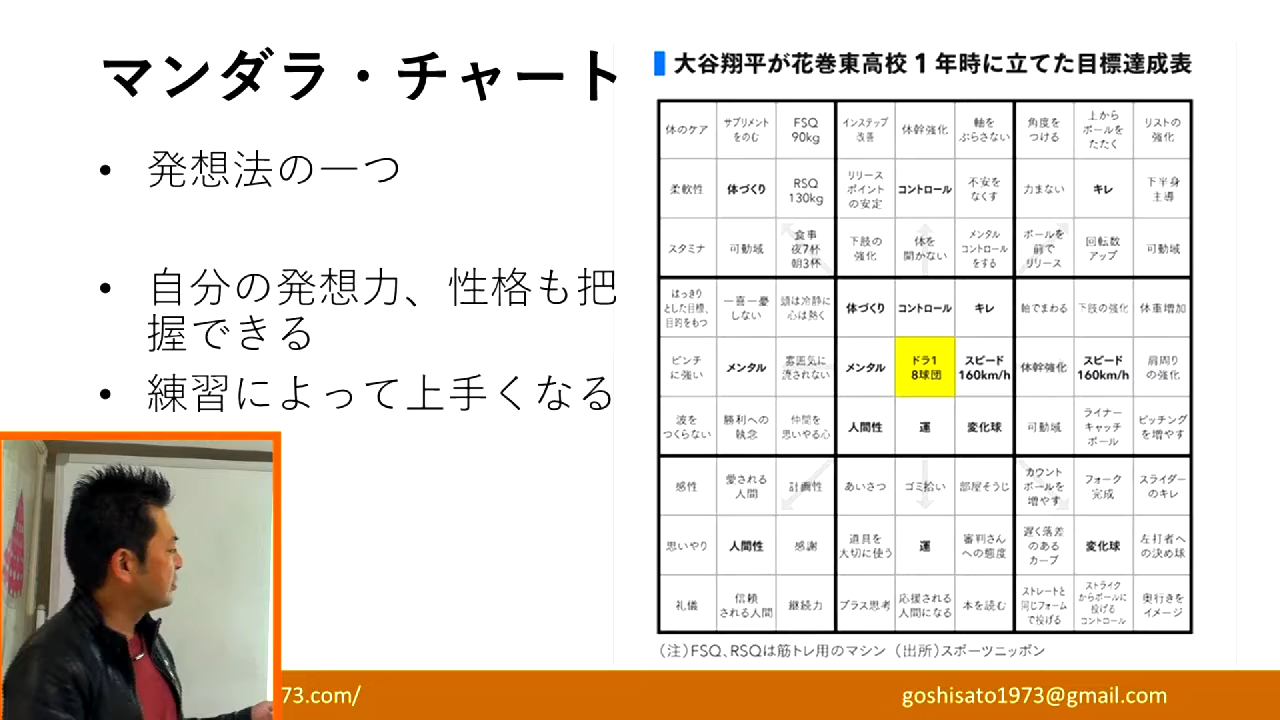 マンダラ・チャート
• 発想法の一つ
• 自分の発想力、性格も把
握できる
• 練習によって上手くなる
大谷翔平が花巻東高校1年時に立てた目標達成表
体のケア サプリメントをのむ FSQ 90kg インステップ改善 体幹強化 軸をぶらさない 角度をつける 上からボールをたたく リストの強化
柔軟性 体づくり RSQ 130kg リリースポイントの安定 コントロール 不安をなくす 力まない キレ 下半身主導
スタミナ 可動域 食事夜7杯朝3杯 下肢の強化 体を開かない メンタルコントロールをする ボールを前でリリース 回転数アップ 可動域
はっきりとした目標、目的をもつ 一喜一憂しない 頭は冷静に心は熱く 体づくり コントロール キレ 軸でまわる 下肢の強化 体重増加
ピンチに強い メンタル 雰囲気に流されない メンタル ドラ1 8球団 スピード 160km/h 体幹強化 スピード 160km/h 肩周りの強化
波をつくらない 勝利への執念 仲間を思いやる心 人間性 運 変化球 可動域 ライナーキャッチボール ピッチングを増やす
感性 愛される人間 計画性 あいさつ ゴミ拾い 部屋そうじ カウントボールを増やす フォーク完成 スライダーのキレ
思いやり 人間性 感謝 道具を大切に使う 運 審判さんへの態度 遅く落差のあるカーブ 変化球 左打者への決め球
礼儀 信頼される人間 継続力 プラス思考 応援される人間になる 本を読む ストレートと同じフォームで投げる ストライクからボールに投げるコントロール 奥行きをイメージ
（注）FSQ、RSQは筋トレ用のマシン （出所）スポーツニッポン
73.com/
goshisato1973@gmail.com